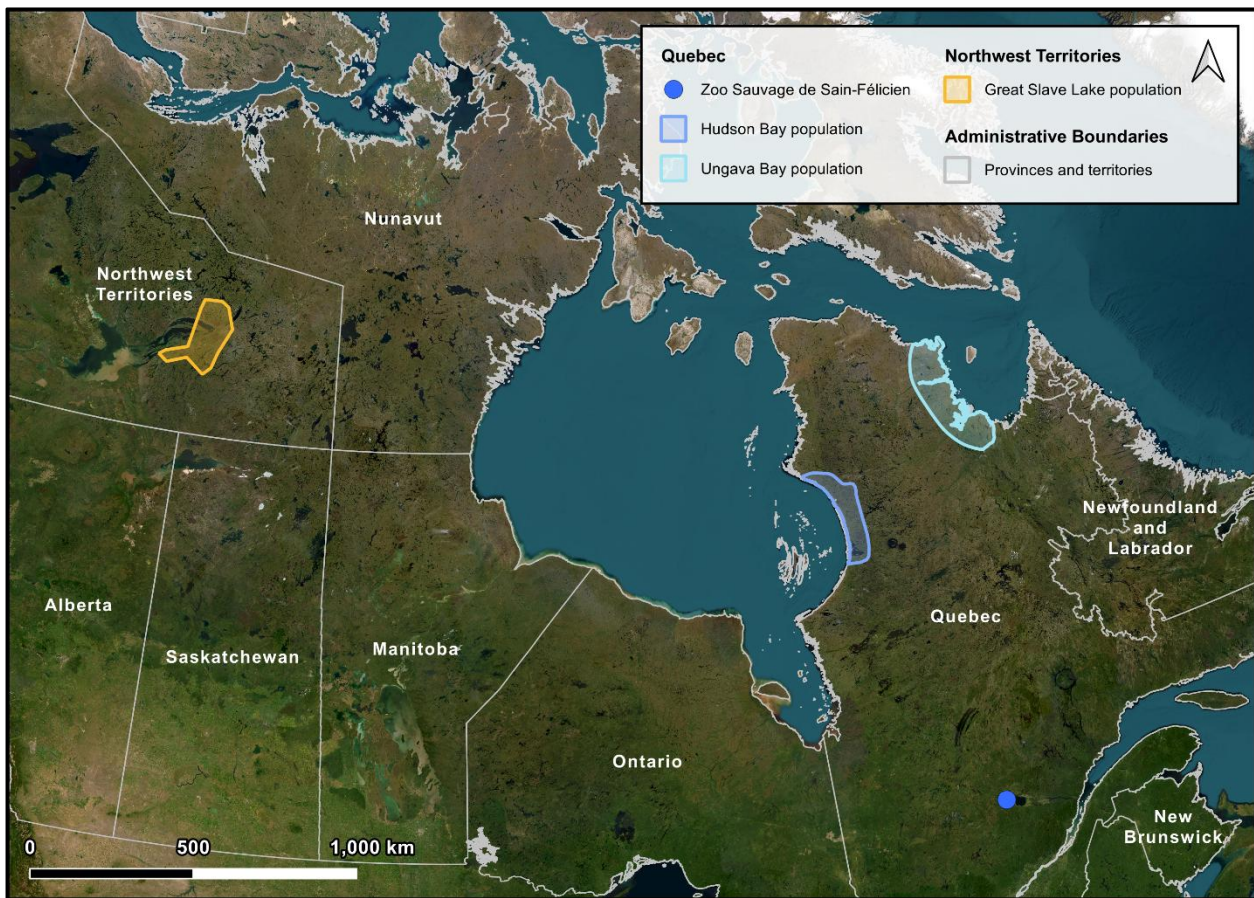 Quebec
Zoo Sauvage de Sain-Félicien
Hudson Bay population
Ungava Bay population
Northwest Territories
Great Slave Lake population
Administrative Boundaries
Provinces and territories
Nunavut
Northwest
Territories
Newfoundland
and
Labrador
Alberta
Saskatchewan
Manitoba
Quebec
Ontario
New
Brunswick
0 500 1,000 km